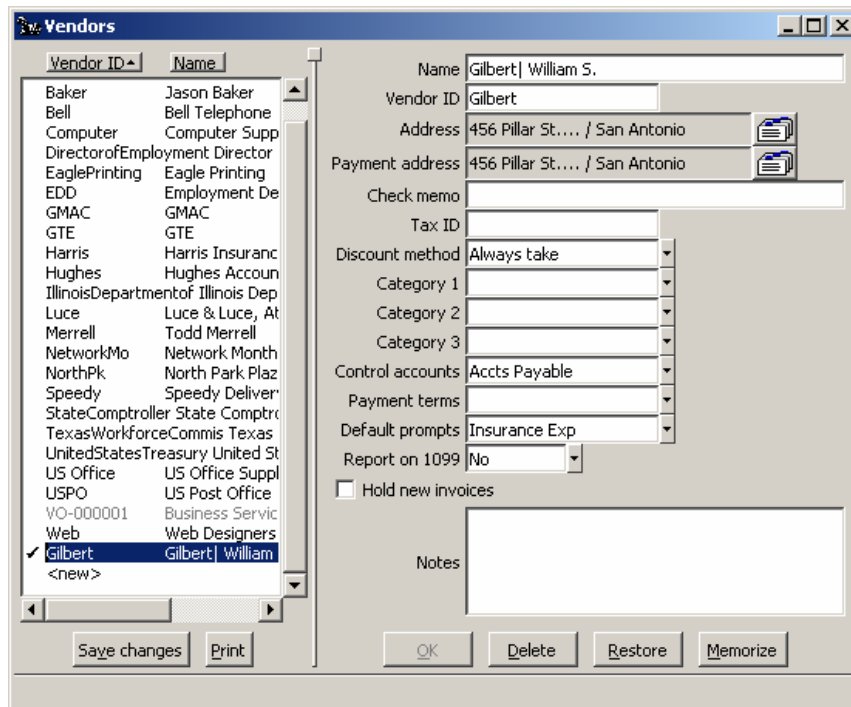 Vendors
Vendor ID Name
Baker Jason Baker
Bell Bell Telephone
Computer Computer Supp
DirectorofEmployment Director
EaglePrinting Eagle Printing
EDD Employment De
GMAC GMAC
GTE GTE
Harris Harris Insuranc
Hughes Hughes Accoun
IllinoisDepartmentof Illinois Dep
Luce Luce & Luce, At
Merrell Todd Merrell
NetworkMo Network Month
NorthPk North Park Plaz
Speedy Speedy Deliver
StateComptroller State Comptro
TexasWorkforceCommis Texas
UnitedStatesTreasury United St
US Office US Office Suppl
USPO US Post Office
VO-000001 Business Servic
Web Web Designers
Gilbert Gilbert| William
<new>
Save changes Print
Name Gilbert| William S.
Vendor ID Gilbert
Address 456 Pillar St.... / San Antonio
Payment address 456 Pillar St.... / San Antonio
Check memo
Tax ID
Discount method Always take
Category 1
Category 2
Category 3
Control accounts Accts Payable
Payment terms
Default prompts Insurance Exp
Report on 1099 No
Hold new invoices
Notes
OK Delete Restore Memorize